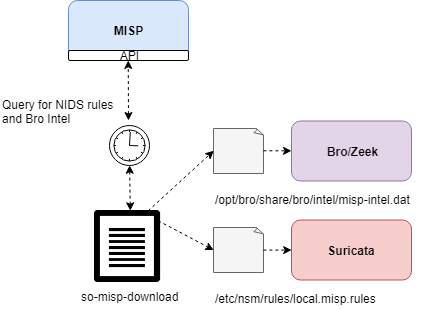 MISP
API
Query for NIDS rules
and Bro Intel
Bro/Zeek
/opt/bro/share/bro/intel/misp-intel.dat
Suricata
so-misp-download
/etc/nsm/rules/local.misp.rules